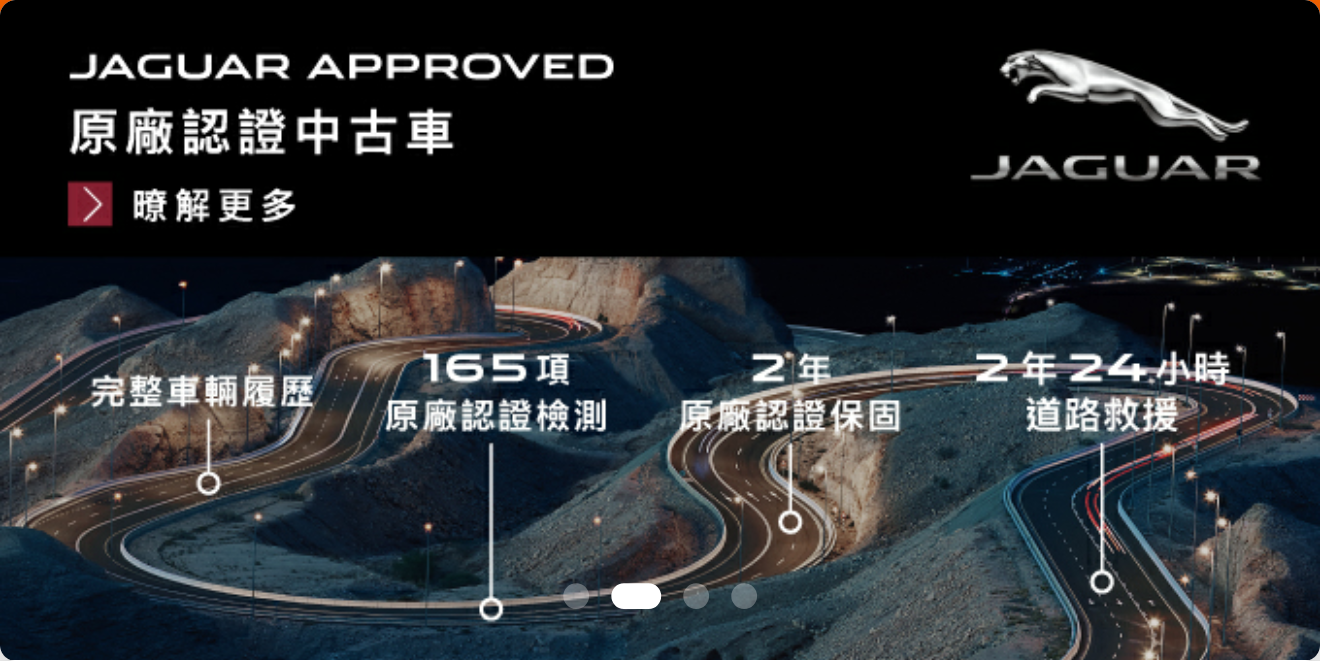 JAGUAR APPROVED
原廠認證中古車
瞭解更多
JAGUAR
完整車輛履歷
165項
原廠認證檢測
2年
原廠認證保固
2年24小時
道路救援